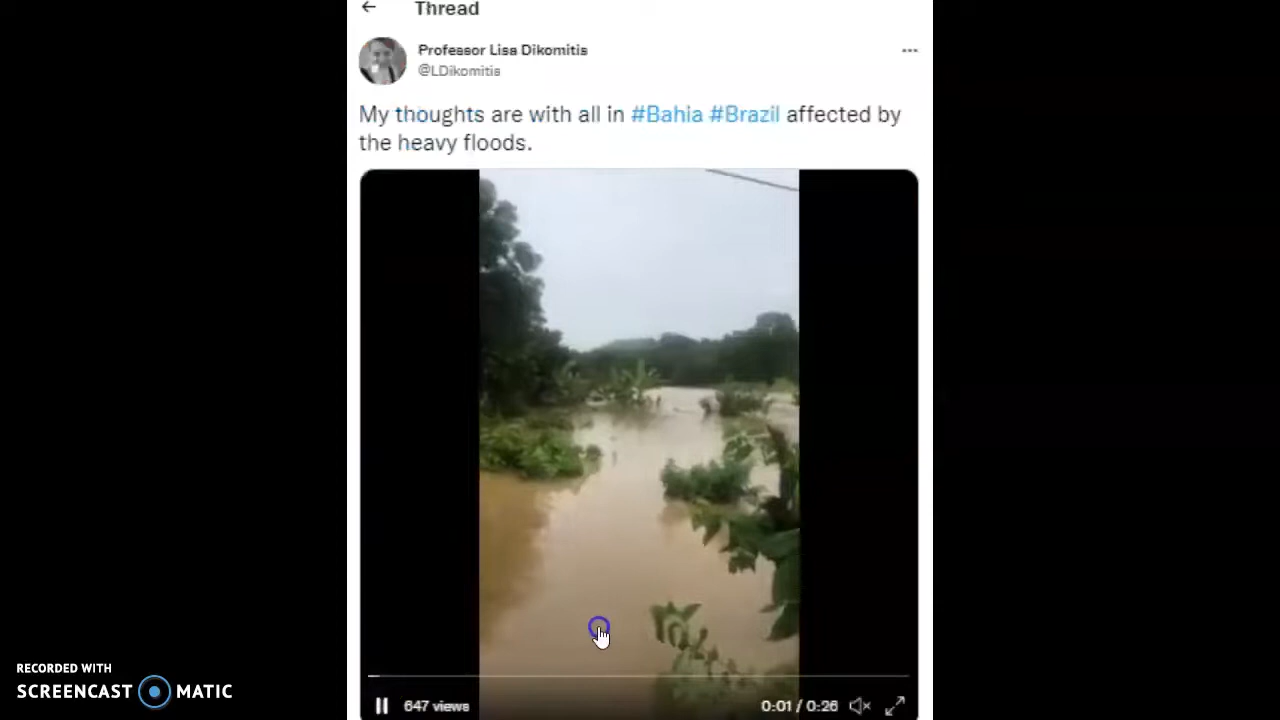 Thread
Professor Lisa Dikomitis
@LDikomitis
My thoughts are with all in #Bahia #Brazil affected by
the heavy floods.
647 views
0:01 / 0:26
RECORDED WITH
SCREENCAST MATIC